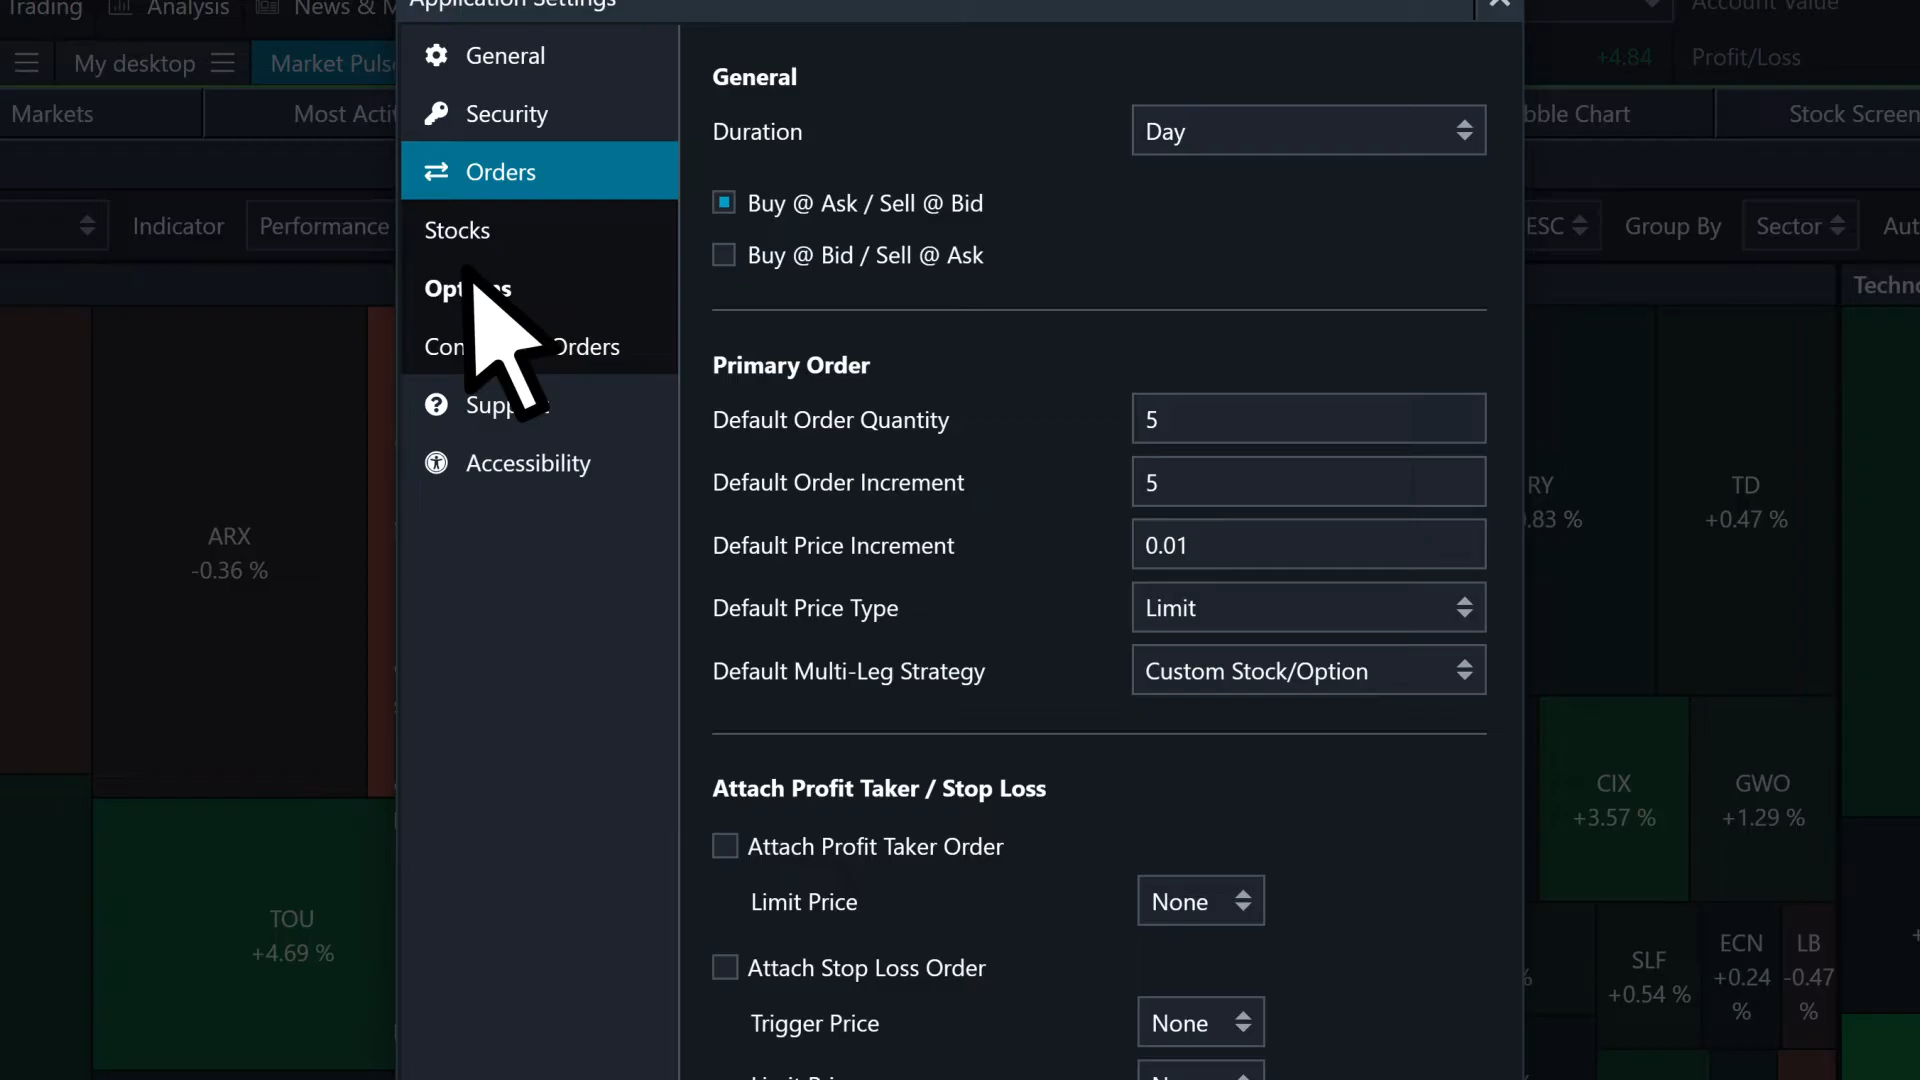 Trading
Analysis
News & M
Application Settings
Account Value
My desktop
Market Puls
+4.84
Profit/Loss
Markets
Most Acti
bble Chart
Stock Screen
Indicator
Performance
ESC
Group By
Sector
Aut
Techno
General
Security
Orders
Stocks
Orders
Accessibility
General
Duration
Day
Buy @ Ask / Sell @ Bid
Buy @ Bid / Sell @ Ask
Primary Order
Default Order Quantity
5
Default Order Increment
5
Default Price Increment
0.01
Default Price Type
Limit
Default Multi-Leg Strategy
Custom Stock/Option
Attach Profit Taker / Stop Loss
Attach Profit Taker Order
Limit Price
None
Attach Stop Loss Order
Trigger Price
None
ARX
-0.36 %
TOU
+4.69 %
RY
.83 %
TD
+0.47 %
CIX
+3.57 %
GWO
+1.29 %
SLF
+0.54 %
ECN
+0.24
%
LB
-0.47
%